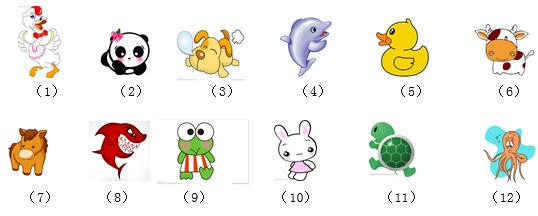 (1) (2) (3) (4) (5) (6)
(7) (8) (9) (10) (11) (12)